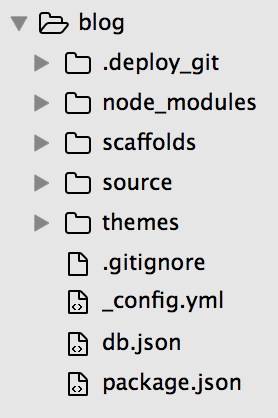 blog
.deploy_git
node_modules
scaffolds
source
themes
.gitignore
_config.yml
db.json
package.json